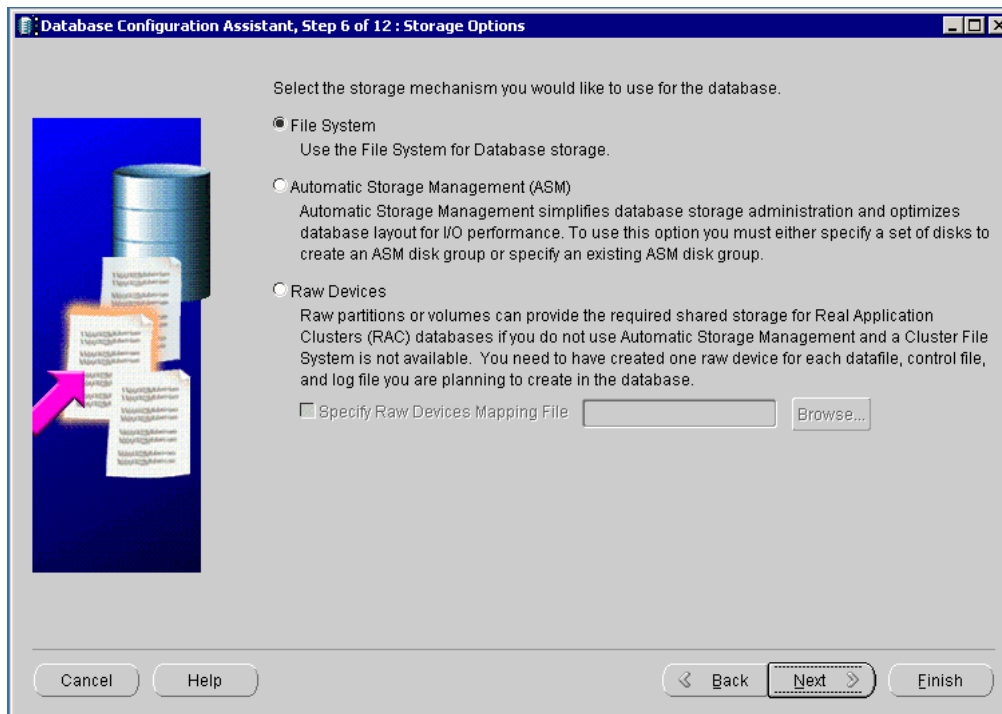 Database Configuration Assistant, Step 6 of 12 : Storage Options
Select the storage mechanism you would like to use for the database.
File System
Use the File System for Database storage.
Automatic Storage Management (ASM)
Automatic Storage Management simplifies database storage administration and optimizes
database layout for I/O performance. To use this option you must either specify a set of disks to
create an ASM disk group or specify an existing ASM disk group.
Raw Devices
Raw partitions or volumes can provide the required shared storage for Real Application
Clusters (RAC) databases if you do not use Automatic Storage Management and a Cluster File
System is not available. You need to have created one raw device for each datafile, control file,
and log file you are planning to create in the database.
Specify Raw Devices Mapping File
Browse...
Cancel
Help
Back
Next
Finish